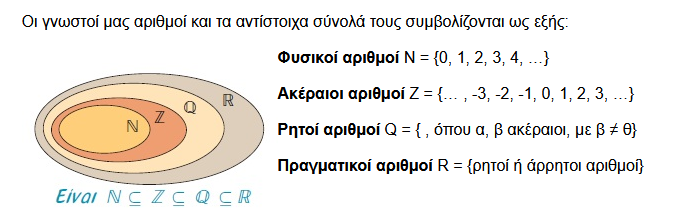 Οι γνωστοί μας αριθμοί και τα αντίστοιχα σύνολά τους συμβολίζονται ως εξής:
Φυσικοί αριθμοί N = {0, 1, 2, 3, 4, …}
Ακέραιοι αριθμοί Z = {… , -3, -2, -1, 0, 1, 2, 3, …}
Ρητοί αριθμοί Q = { , όπου α, β ακέραιοι, με β ≠ θ}
Πραγματικοί αριθμοί R = {ρητοί ή άρρητοι αριθμοί}
ℕ ℤ ℚ ℝ
Είναι ℕ ⊆ ℤ ⊆ ℚ ⊆ ℝ